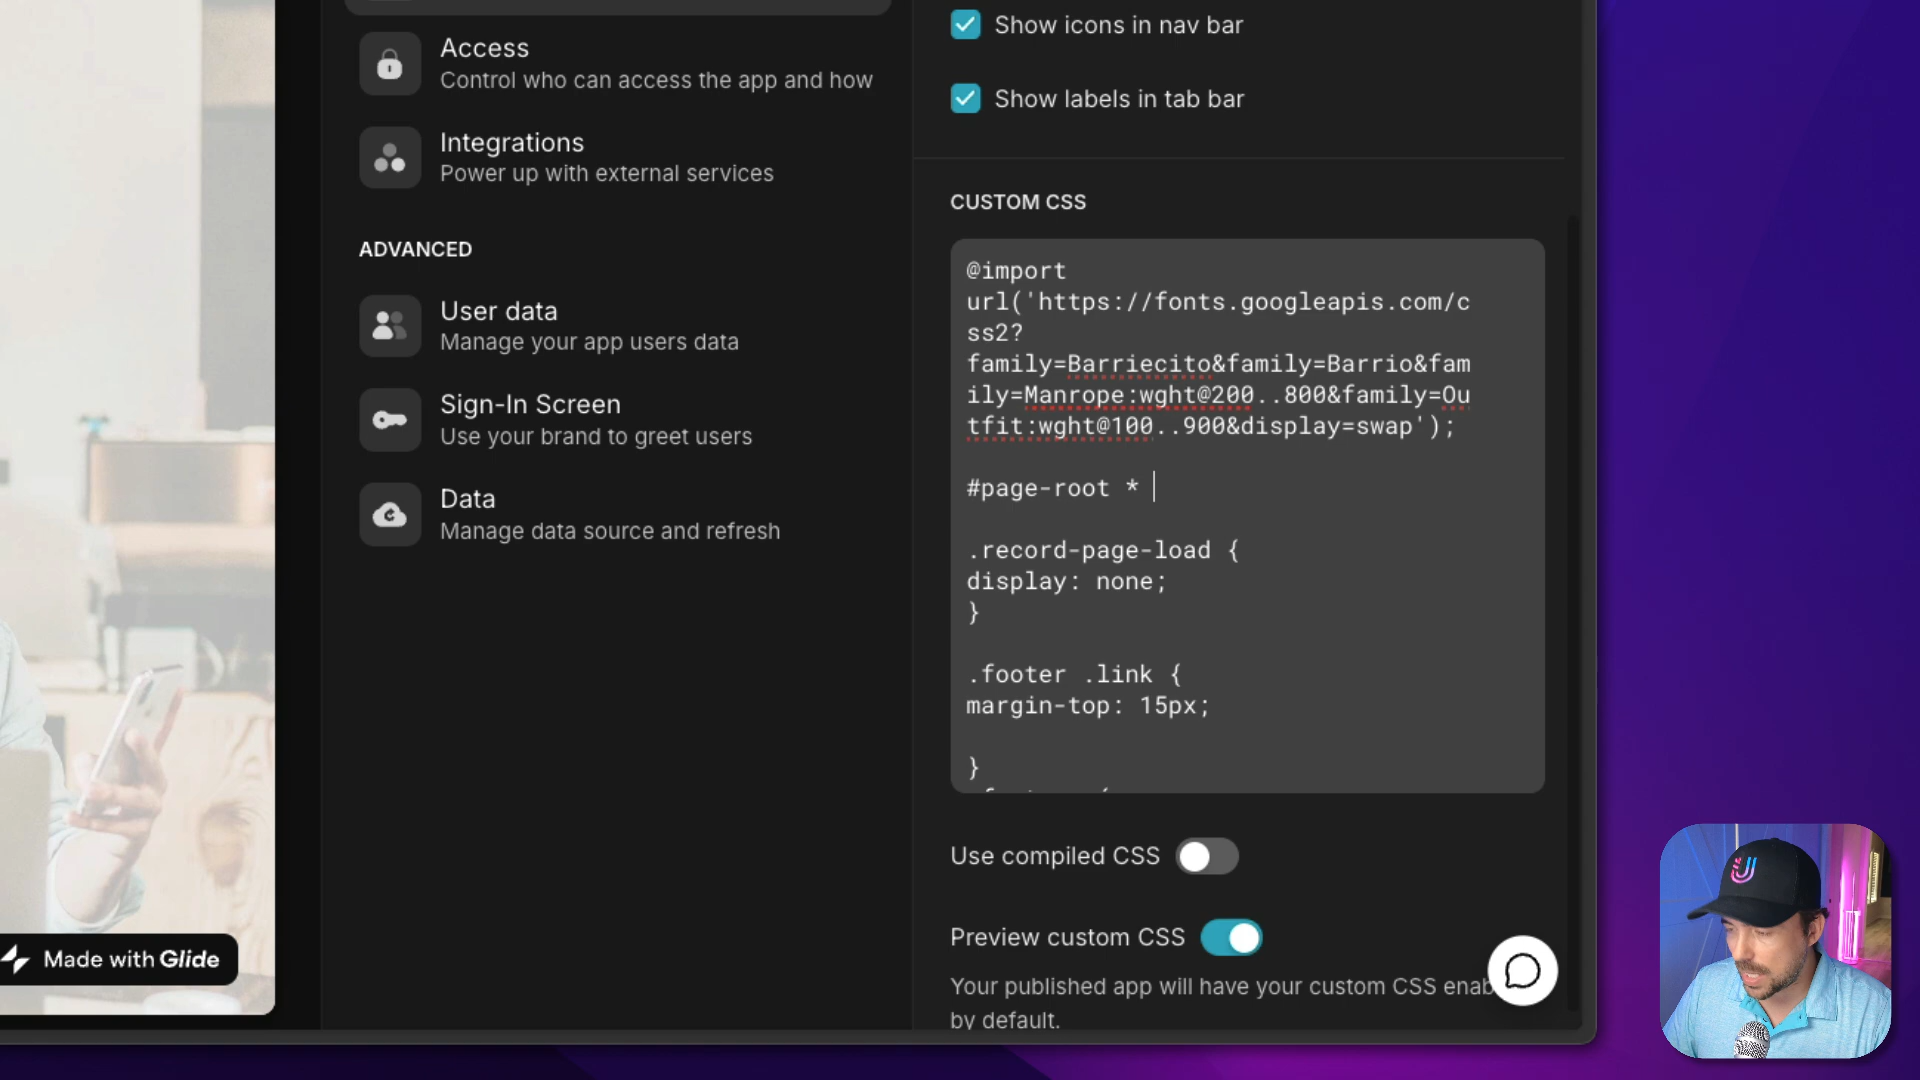 Access
Control who can access the app and how
Integrations
Power up with external services
ADVANCED
User data
Manage your app users data
Sign-In Screen
Use your brand to greet users
Data
Manage data source and refresh
Show icons in nav bar
Show labels in tab bar
CUSTOM CSS
@import
url('https://fonts.googleapis.com/c
ss2?
family=Barriecito&family=Barrio&fam
ily=Manrope:wght@200..800&family=Ou
tfit:wght@100..900&display=swap');
#page-root *
.record-page-load {
display: none;
}
.footer .link {
margin-top: 15px;
}
Use compiled CSS
Preview custom CSS
Your published app will have your custom CSS enab
by default.
Made with Glide